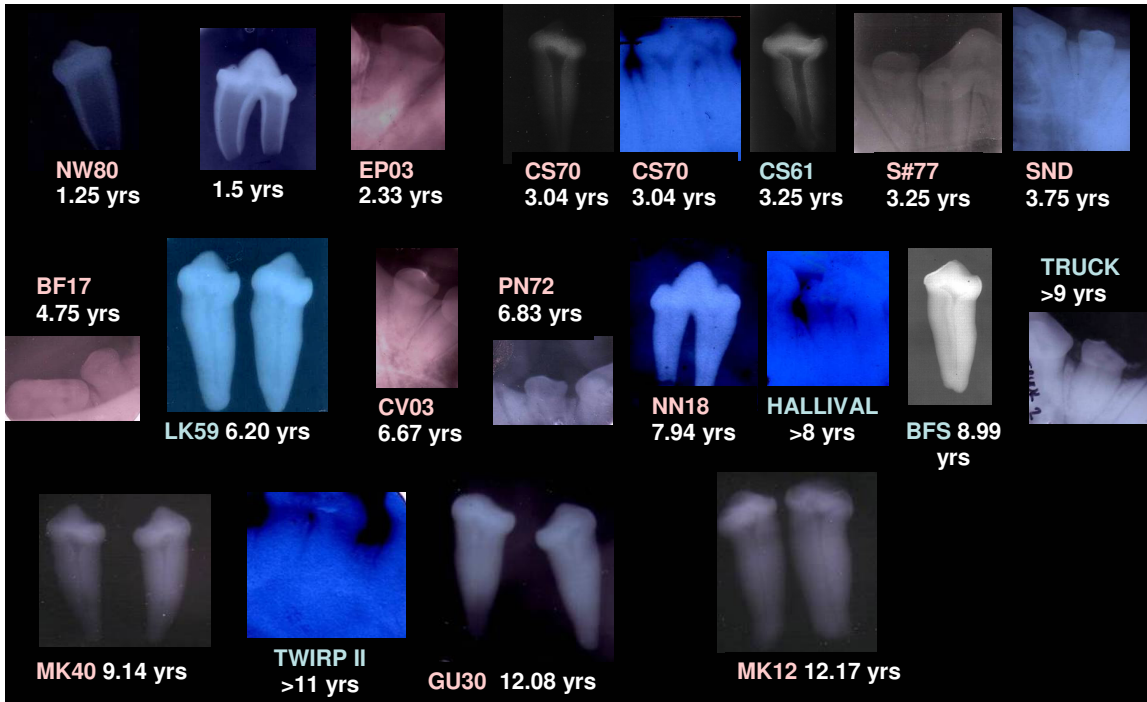 NW80
1.25 yrs
1.5 yrs
EP03
2.33 yrs
CS70
3.04 yrs
CS70
3.04 yrs
CS61
3.25 yrs
S#77
3.25 yrs
SND
3.75 yrs
BF17
4.75 yrs
LK59 6.20 yrs
CV03
6.67 yrs
PN72
6.83 yrs
NN18
7.94 yrs
HALLIVAL
>8 yrs
BFS 8.99
yrs
TRUCK
>9 yrs
MK40 9.14 yrs
TWIRP II
>11 yrs
GU30 12.08 yrs
MK12 12.17 yrs